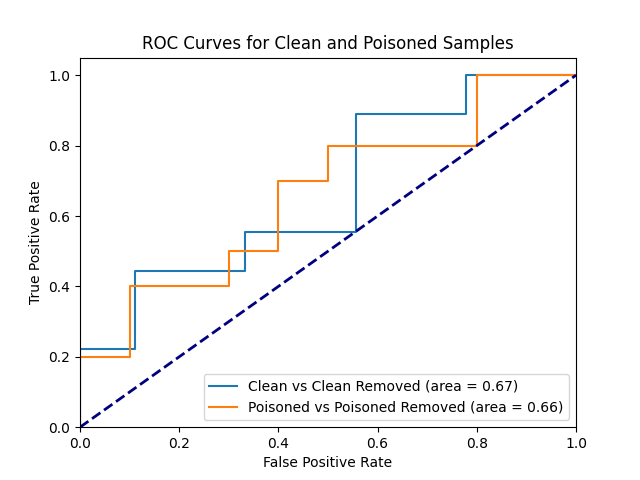 ROC Curves for Clean and Poisoned Samples
1.0
0.8
0.6
0.4
0.2
0.0
True Positive Rate
Clean vs Clean Removed (area = 0.67)
Poisoned vs Poisoned Removed (area = 0.66)
0.0 0.2 0.4 0.6 0.8 1.0
False Positive Rate